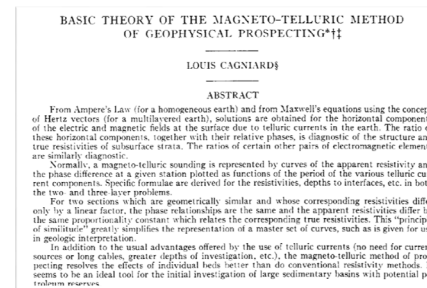 BASIC THEORY OF THE MAGNETO-TELLURIC METHOD
OF GEOPHYSICAL PROSPECTING*†‡
LOUIS CAGNIARD§
ABSTRACT
From Ampere's Law (for a homogeneous earth) and from Maxwell's equations using the concep
of Hertz vectors (for a multilayered earth), solutions are obtained for the horizontal component
of the electric and magnetic fields at the surface due to telluric currents in the earth. The ratio o
these horizontal components, together with their relative phases, is diagnostic of the structure an
true resistivities of subsurface strata. The ratios of certain other pairs of electromagnetic element
are similarly diagnostic.
Normally, a magneto-telluric sounding is represented by curves of the apparent resistivity an
the phase difference at a given station plotted as functions of the period of the various telluric cu
rent components. Specific formulae are derived for the resistivities, depths to interfaces, etc. in bot
the two- and three-layer problems.
For two sections which are geometrically similar and whose corresponding resistivities diffe
only by a linear factor, the phase relationships are the same and the apparent resistivities differ b
the same proportionality constant which relates the corresponding true resistivities. This "princip
of similitude" greatly simplifies the representation of a master set of curves, such as is given for us
in geologic interpretation.
In addition to the usual advantages offered by the use of telluric currents (no need for curren
sources or long cables, greater depths of investigation, etc.), the magneto-telluric method of pro
pecting resolves the effects of individual beds better than do conventional resistivity methods. I
seems to be an ideal tool for the initial investigation of large sedimentary basins with potential p
troleum reserves.